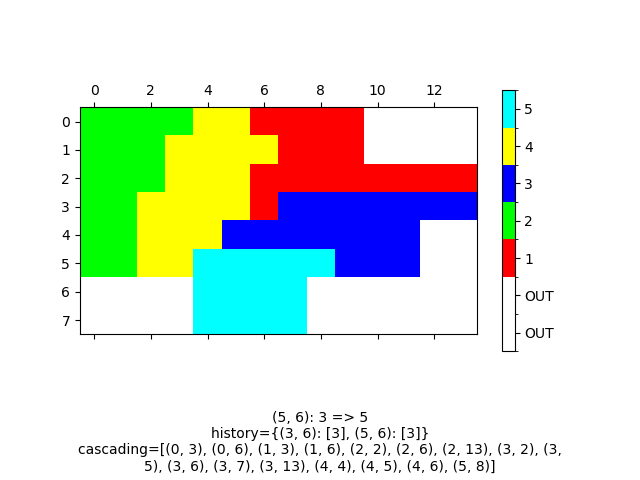 0 2 4 6 8 10 12
0
1
2
3
4
5
6
7
5
4
3
2
1
OUT
OUT
(5, 6): 3 => 5
history={(3, 6): [3], (5, 6): [3]}
cascading=[(0, 3), (0, 6), (1, 3), (1, 6), (2, 2), (2, 6), (2, 13), (3, 2), (3,
5), (3, 6), (3, 7), (3, 13), (4, 4), (4, 5), (4, 6), (5, 8)]